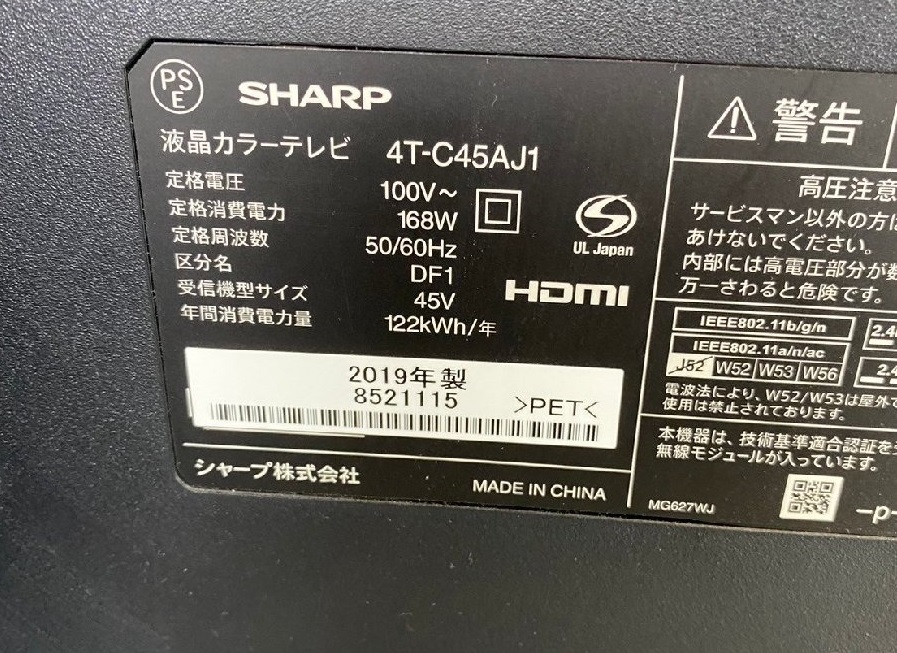 PS
E
SHARP
液晶カラーテレビ 4T-C45AJ1
定格電圧 100V～
定格消費電力 168W
定格周波数 50/60Hz
区分名 DF1
受信機型サイズ 45V
年間消費電力量 122kWh/年
UL Japan
HDMI
2019年製
8521115
>PET<
シャープ株式会社
MADE IN CHINA
警告
高圧注意
サービスマン以外の方は
あけないでください。
内部には高電圧部分が数
万一さわると危険です。
IEEE802.11b/g/n
IEEE802.11a/n/ac
J52 W52 W53 W56
電波法により、W52/W53は屋外で
使用は禁止されております。
本機器は、技術基準適合認証を
無線モジュールが入っています。
MG627WJ
-p-